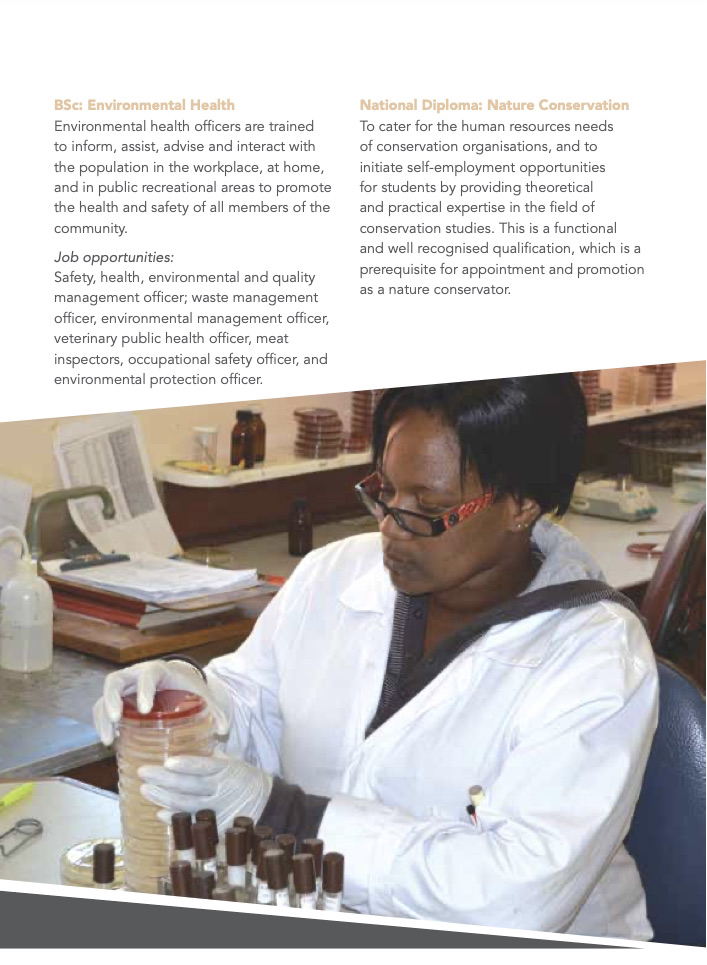 BSc: Environmental Health
Environmental health officers are trained
to inform, assist, advise and interact with
the population in the workplace, at home,
and in public recreational areas to promote
the health and safety of all members of the
community.
Job opportunities:
Safety, health, environmental and quality
management officer; waste management
officer, environmental management officer,
veterinary public health officer, meat
inspectors, occupational safety officer, and
environmental protection officer.
National Diploma: Nature Conservation
To cater for the human resources needs
of conservation organisations, and to
initiate self-employment opportunities
for students by providing theoretical
and practical expertise in the field of
conservation studies. This is a functional
and well recognised qualification, which is a
prerequisite for appointment and promotion
as a nature conservator.